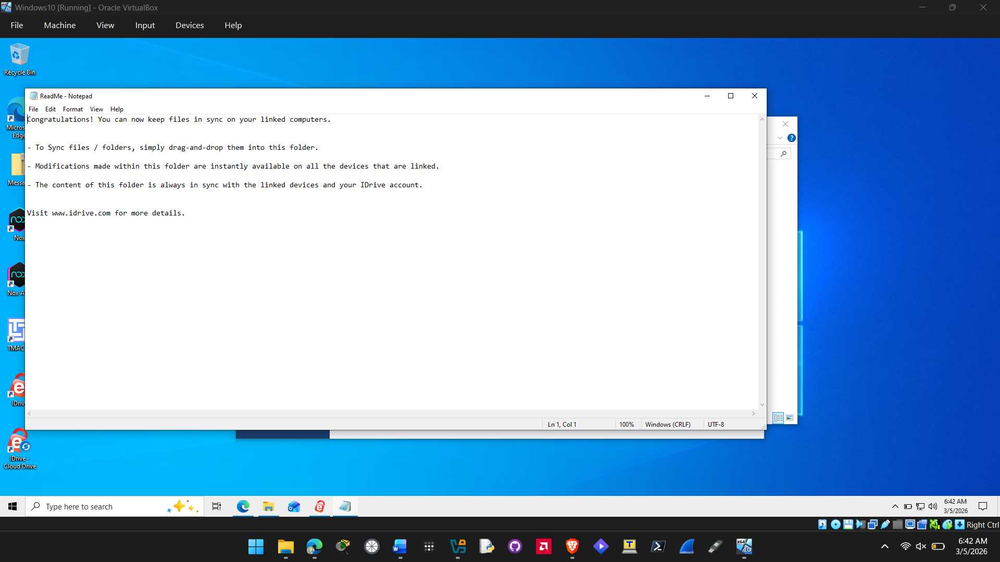 Windows10 [Running] - Oracle VirtualBox
File Machine View Input Devices Help
Recycle Bin
ReadMe - Notepad
File Edit Format View Help
Congratulations! You can now keep files in sync on your linked computers.
- To Sync files / folders, simply drag-and-drop them into this folder.
- Modifications made within this folder are instantly available on all the devices that are linked.
- The content of this folder is always in sync with the linked devices and your IDrive account.
Visit www.idrive.com for more details.
Micros
Edge
Messa
Nox
Nox A
TMAC
IDriv
IDrive -
Cloud Drive
Ln 1, Col 1 100% Windows (CRLF) UTF-8
Type here to search
6:42 AM
3/5/2026
Right Ctrl
6:42 AM
3/5/2026